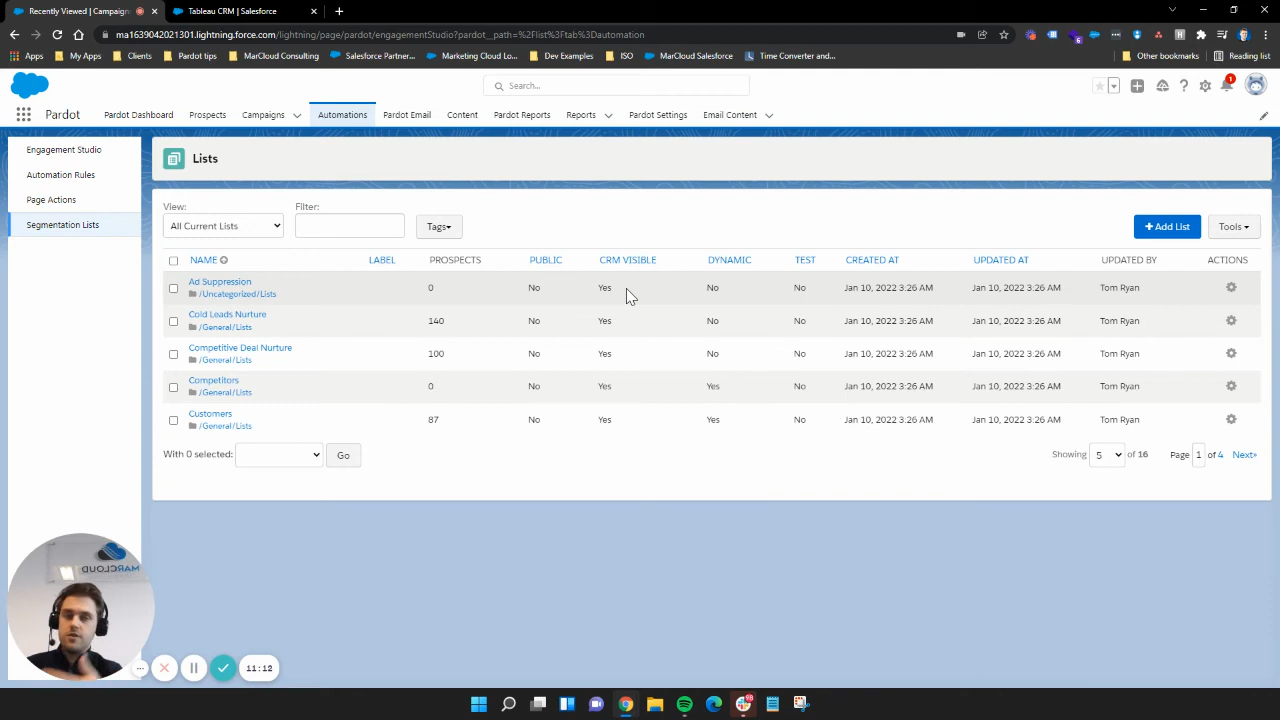 Recently Viewed | Campaign
Tableau CRM | Salesforce
ma1639042021301.lightning.force.com/lightning/page/pardot/engagementStudio?pardot__path=%2Flist%3Ftab%3Dautomation
Apps
Clients
Pardot tips
MarCloud Consulting
Salesforce Partner...
Marketing Cloud Lo...
Dev Examples
ISO
MarCloud Salesforce
Time Converter and...
Other bookmarks
Reading list
Search...
1
Pardot
Pardot Dashboard
Prospects
Campaigns
Automations
Pardot Email
Content
Pardot Reports
Reports
Pardot Settings
Email Content
Engagement Studio
Automation Rules
Page Actions
Segmentation Lists
Lists
View:
Filter:
All Current Lists
Tags
+ Add List
Tools
NAME LABEL PROSPECTS PUBLIC CRM VISIBLE DYNAMIC TEST CREATED AT UPDATED AT UPDATED BY ACTIONS
Ad Suppression 0 No Yes No No Jan 10, 2022 3:26 AM Jan 10, 2022 3:26 AM Tom Ryan
/Uncategorized/Lists
Cold Leads Nurture 140 No Yes No No Jan 10, 2022 3:26 AM Jan 10, 2022 3:26 AM Tom Ryan
/General/Lists
Competitive Deal Nurture 100 No Yes No No Jan 10, 2022 3:26 AM Jan 10, 2022 3:26 AM Tom Ryan
/General/Lists
Competitors 0 No Yes Yes No Jan 10, 2022 3:26 AM Jan 10, 2022 3:26 AM Tom Ryan
/General/Lists
Customers 87 No Yes Yes No Jan 10, 2022 3:26 AM Jan 10, 2022 3:26 AM Tom Ryan
/General/Lists
With 0 selected:
Go
Showing 5 of 16
Page 1 of 4 Next»
MARCLOUD
11:12
98